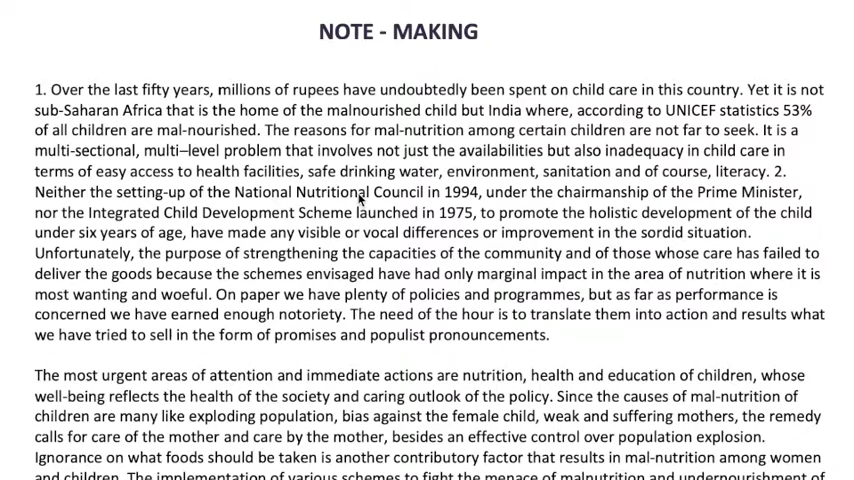 NOTE - MAKING
1. Over the last fifty years, millions of rupees have undoubtedly been spent on child care in this country. Yet it is not
sub-Saharan Africa that is the home of the malnourished child but India where, according to UNICEF statistics 53%
of all children are mal-nourished. The reasons for mal-nutrition among certain children are not far to seek. It is a
multi-sectional, multi–level problem that involves not just the availabilities but also inadequacy in child care in
terms of easy access to health facilities, safe drinking water, environment, sanitation and of course, literacy. 2.
Neither the setting-up of the National Nutritional Council in 1994, under the chairmanship of the Prime Minister,
nor the Integrated Child Development Scheme launched in 1975, to promote the holistic development of the child
under six years of age, have made any visible or vocal differences or improvement in the sordid situation.
Unfortunately, the purpose of strengthening the capacities of the community and of those whose care has failed to
deliver the goods because the schemes envisaged have had only marginal impact in the area of nutrition where it is
most wanting and woeful. On paper we have plenty of policies and programmes, but as far as performance is
concerned we have earned enough notoriety. The need of the hour is to translate them into action and results what
we have tried to sell in the form of promises and populist pronouncements.
The most urgent areas of attention and immediate actions are nutrition, health and education of children, whose
well-being reflects the health of the society and caring outlook of the policy. Since the causes of mal-nutrition of
children are many like exploding population, bias against the female child, weak and suffering mothers, the remedy
calls for care of the mother and care by the mother, besides an effective control over population explosion.
Ignorance on what foods should be taken is another contributory factor that results in mal-nutrition among women
and children. The implementation of various schemes to fight the menace of malnutrition and undernourishment of